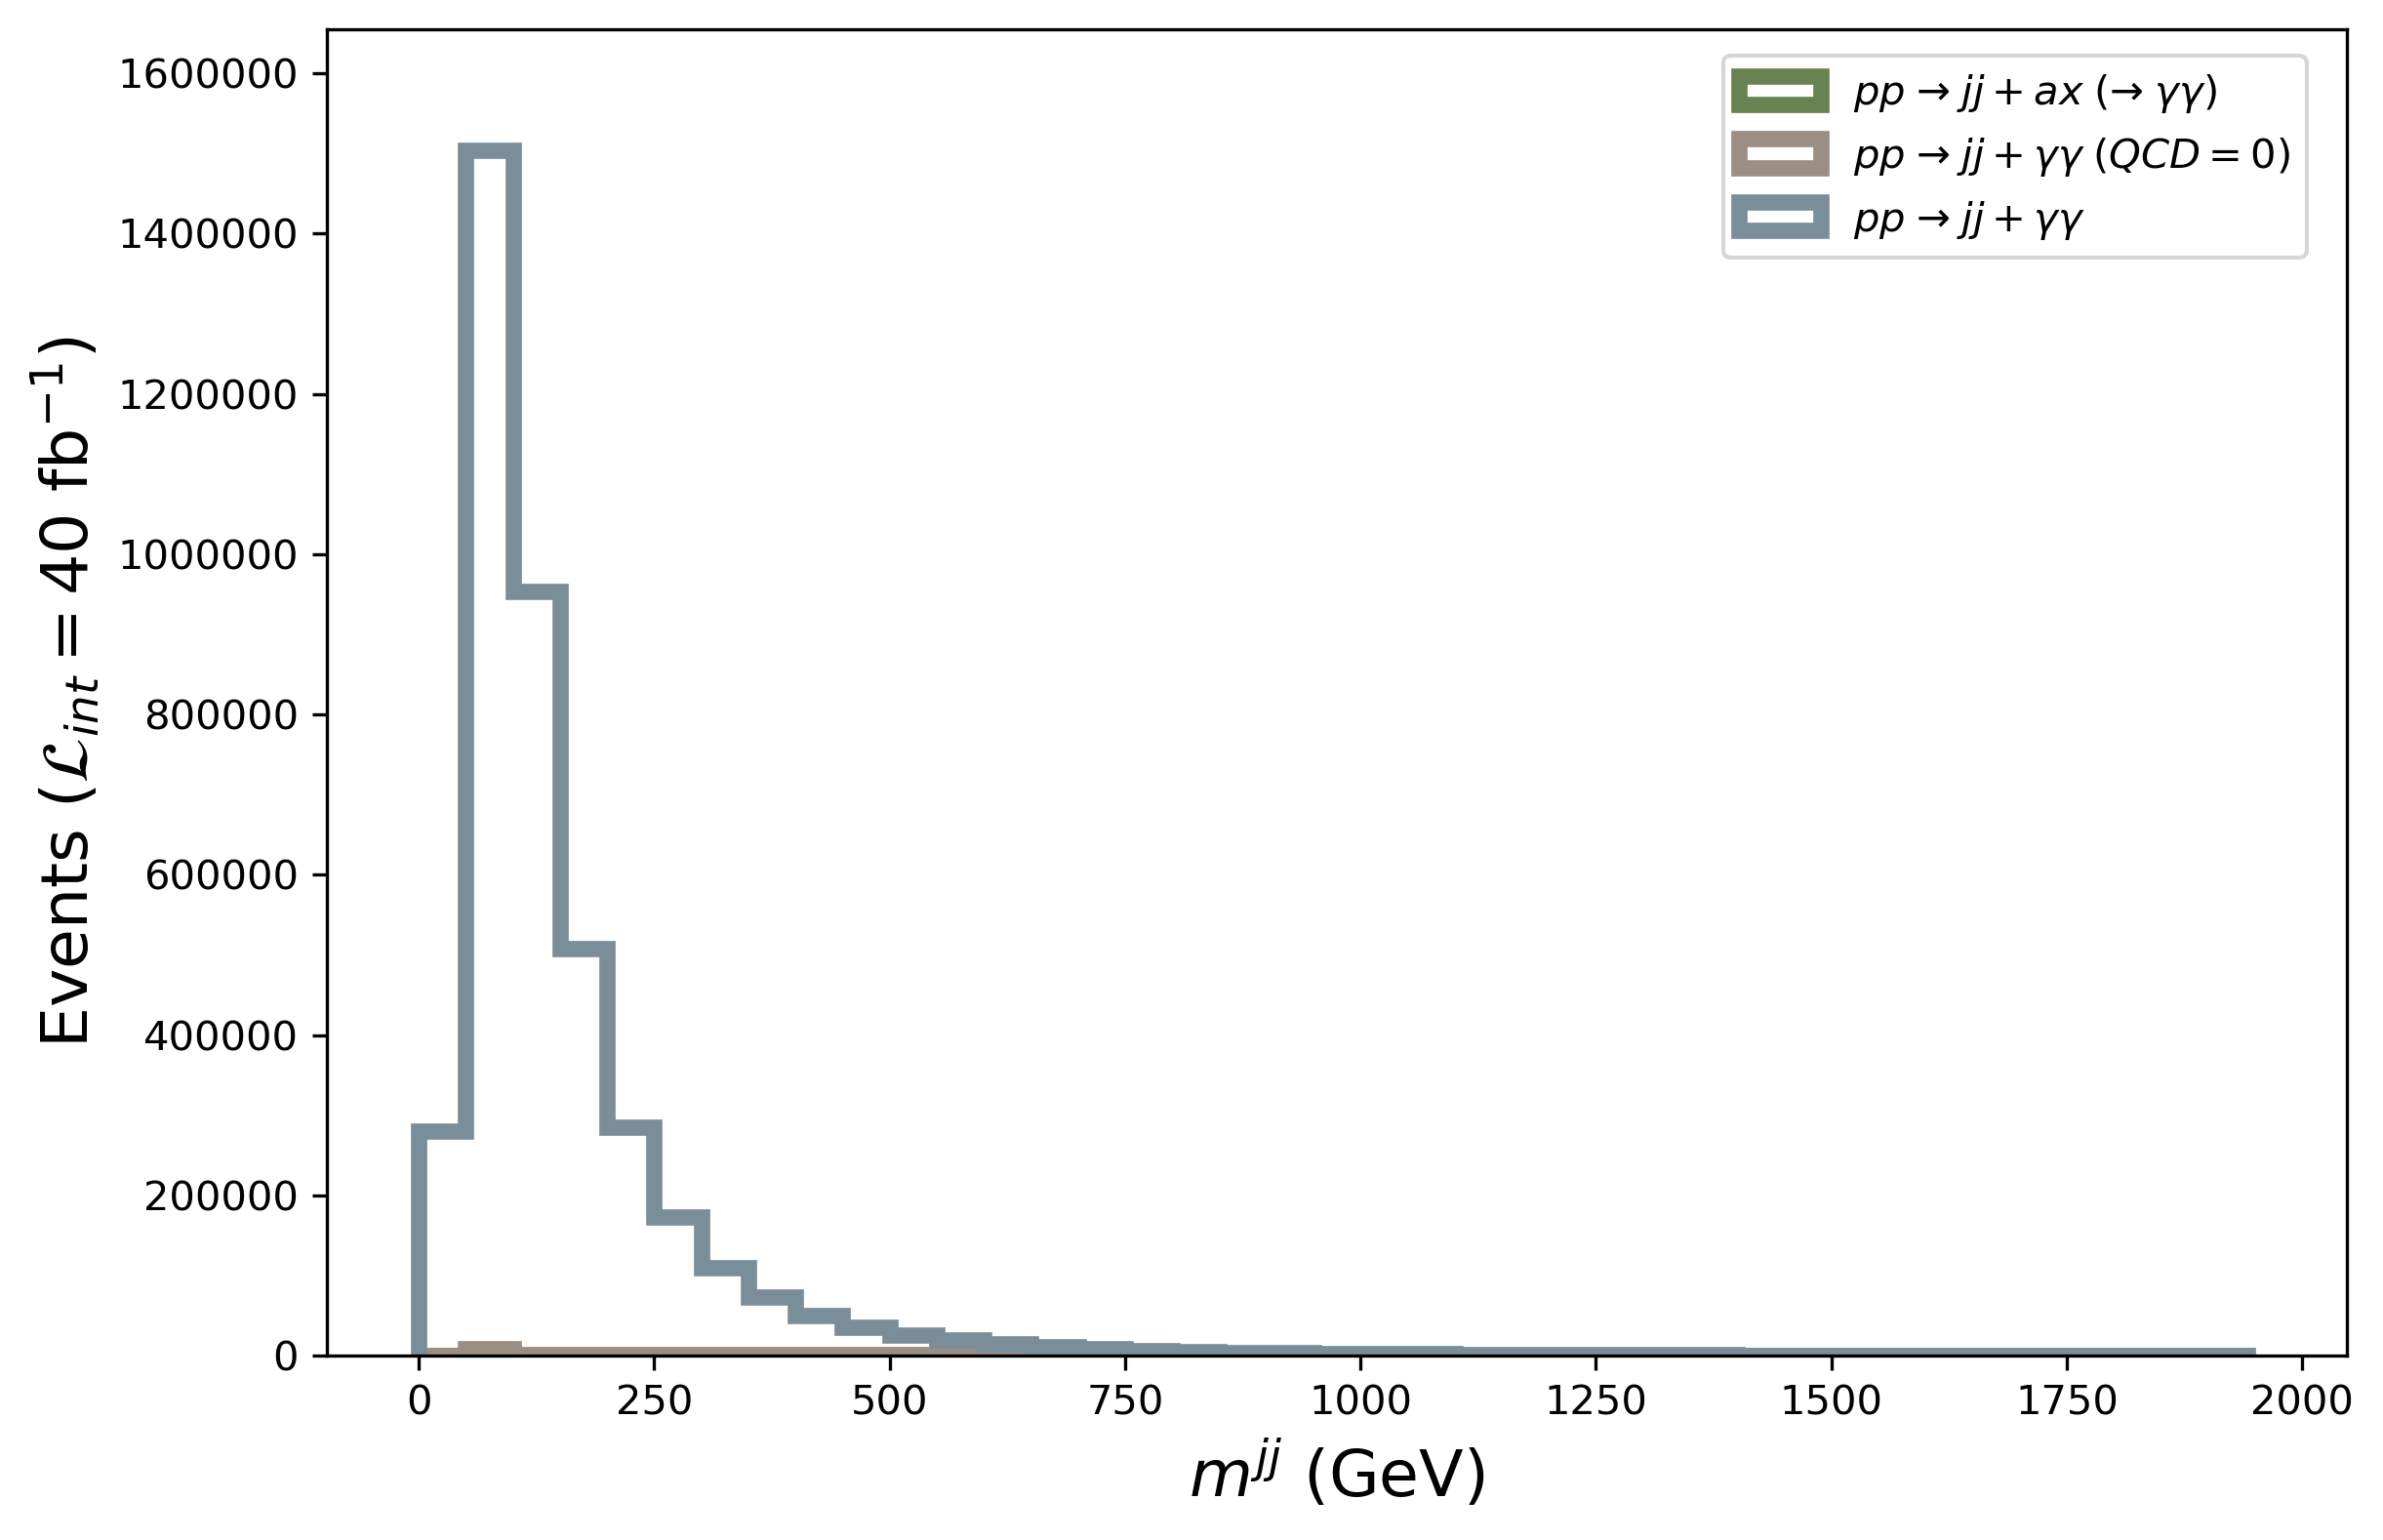 Events (ℒ_int = 40 fb⁻¹)
1600000
1400000
1200000
1000000
800000
600000
400000
200000
0
pp → jj + ax (→ γγ)
pp → jj + γγ (QCD = 0)
pp → jj + γγ
0 250 500 750 1000 1250 1500 1750 2000
m^jj (GeV)